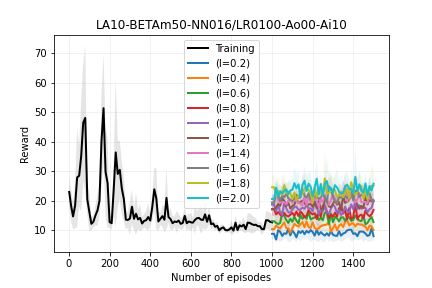 LA10-BETAm50-NN016/LR0100-Ao00-Ai10
Reward
70
60
50
40
30
20
10
Training
(l=0.2)
(l=0.4)
(l=0.6)
(l=0.8)
(l=1.0)
(l=1.2)
(l=1.4)
(l=1.6)
(l=1.8)
(l=2.0)
0 200 400 600 800 1000 1200 1400
Number of episodes